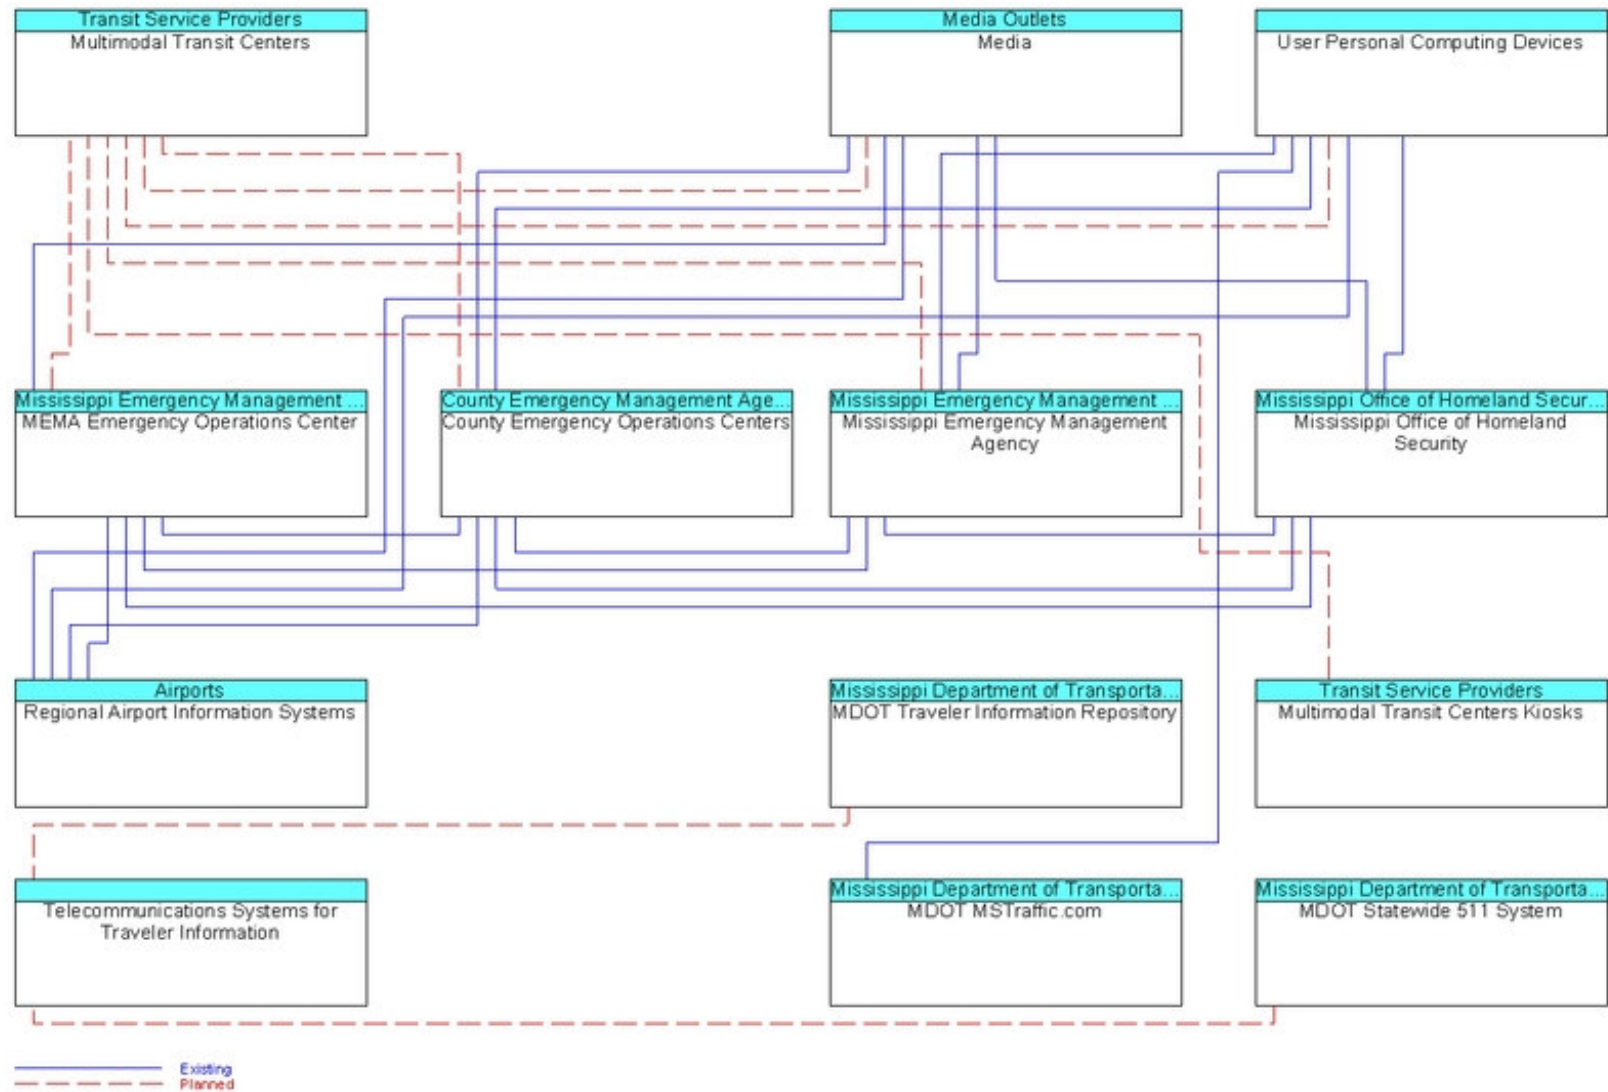 Transit Service Providers
Multimodal Transit Centers
Media Outlets
Media
User Personal Computing Devices
Mississippi Emergency Management ...
MEMA Emergency Operations Center
County Emergency Management Age...
County Emergency Operations Centers
Mississippi Emergency Management ...
Mississippi Emergency Management
Agency
Mississippi Office of Homeland Secur...
Mississippi Office of Homeland
Security
Airports
Regional Airport Information Systems
Mississippi Department of Transporta...
MDOT Traveler Information Repository
Transit Service Providers
Multimodal Transit Centers Kiosks
Telecommunications Systems for
Traveler Information
Mississippi Department of Transporta...
MDOT MSTraffic.com
Mississippi Department of Transporta...
MDOT Statewide 511 System
Existing
Planned